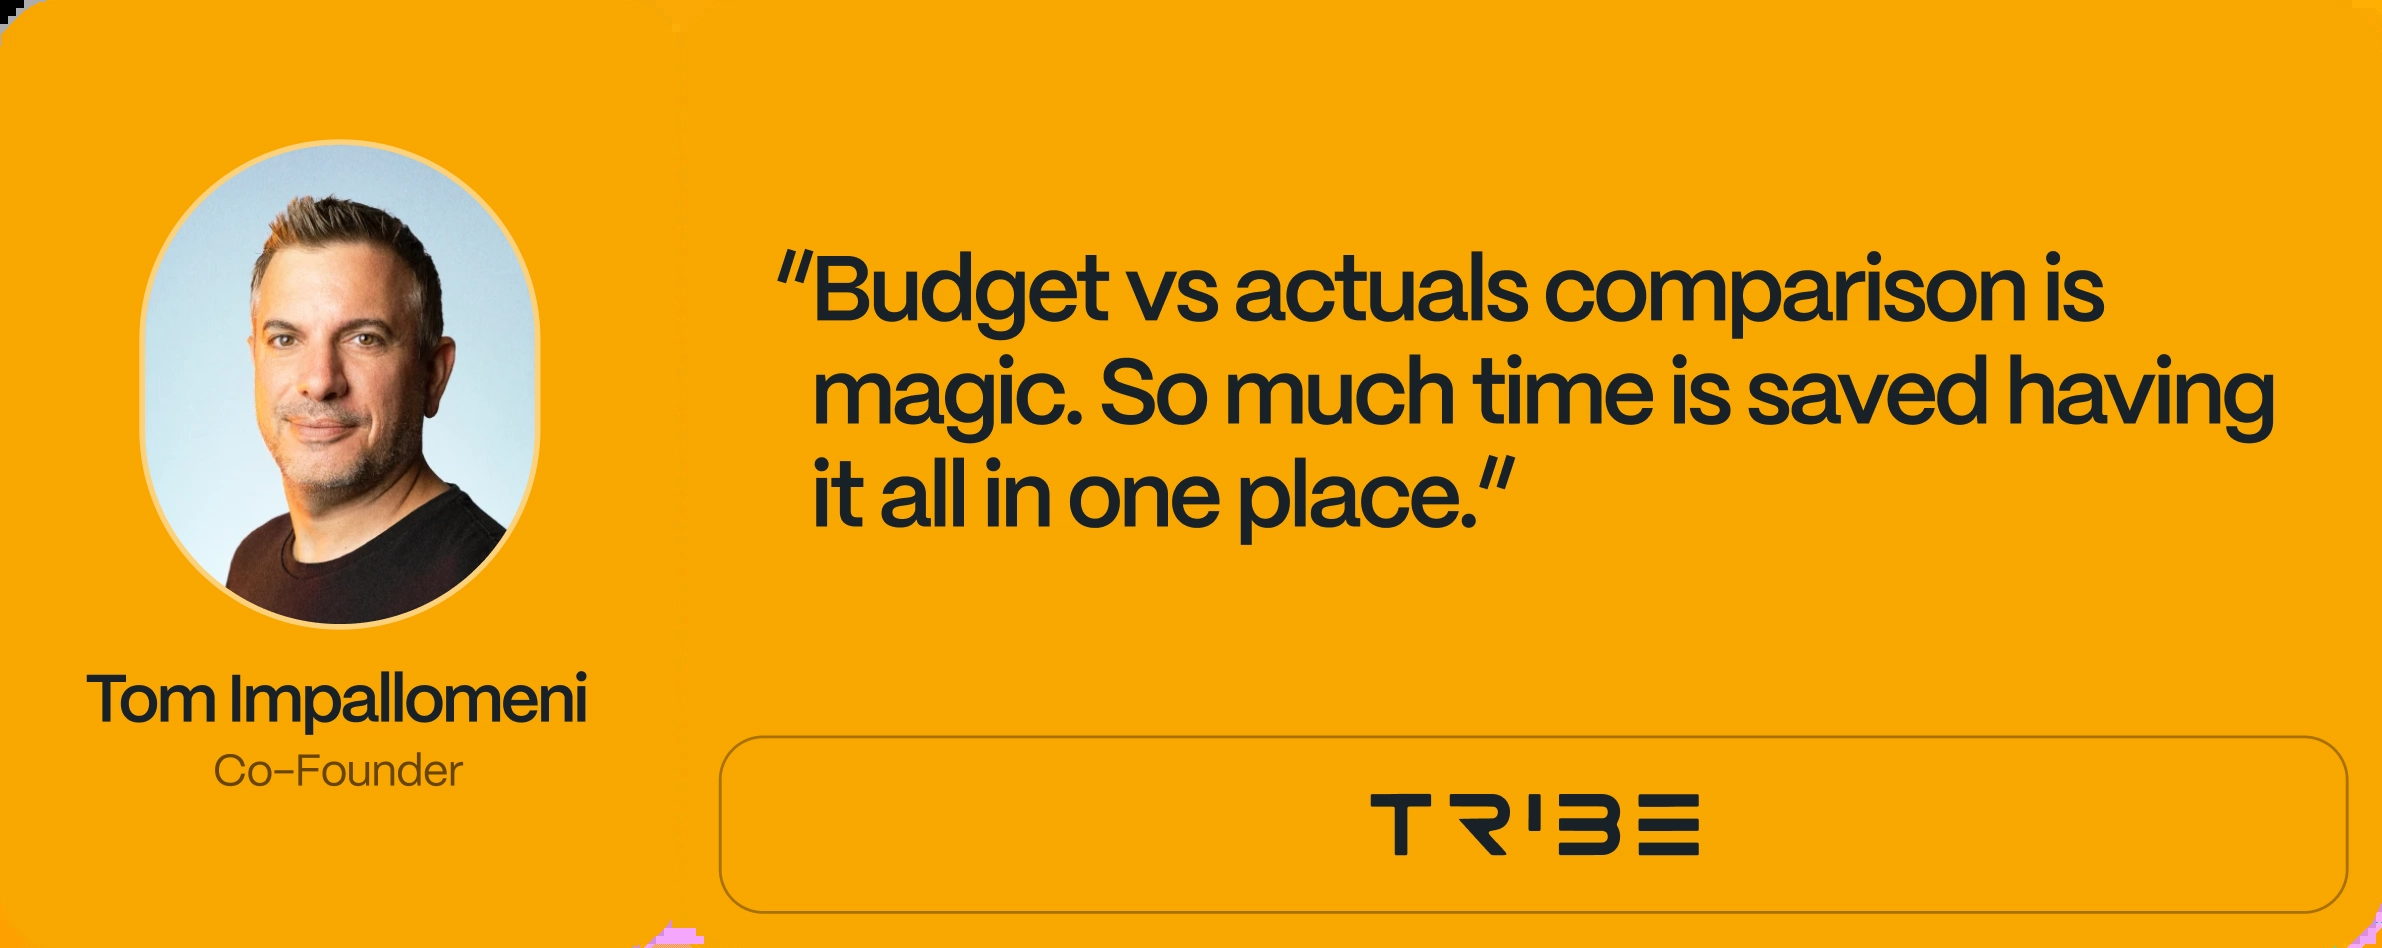 "Budget vs actuals comparison is
magic. So much time is saved having
it all in one place."
Tom Impallomeni
Co-Founder
TRIBE